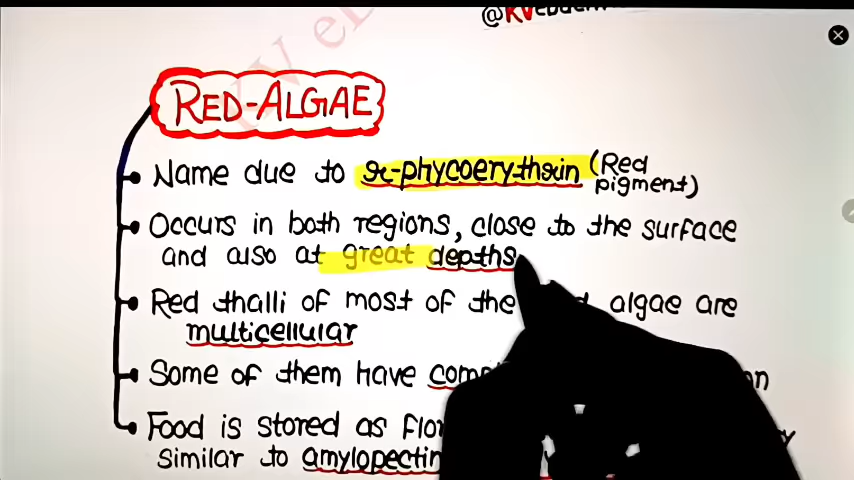 @KVeduc
KV e
RED-ALGAE
Name due to r-phycoerythrin (Red
pigment)
Occurs in both regions, close to the surface
and also at great depths
Red thalli of most of the algae are
multicellular
Some of them have
Food is stored as
similar to amylopectin